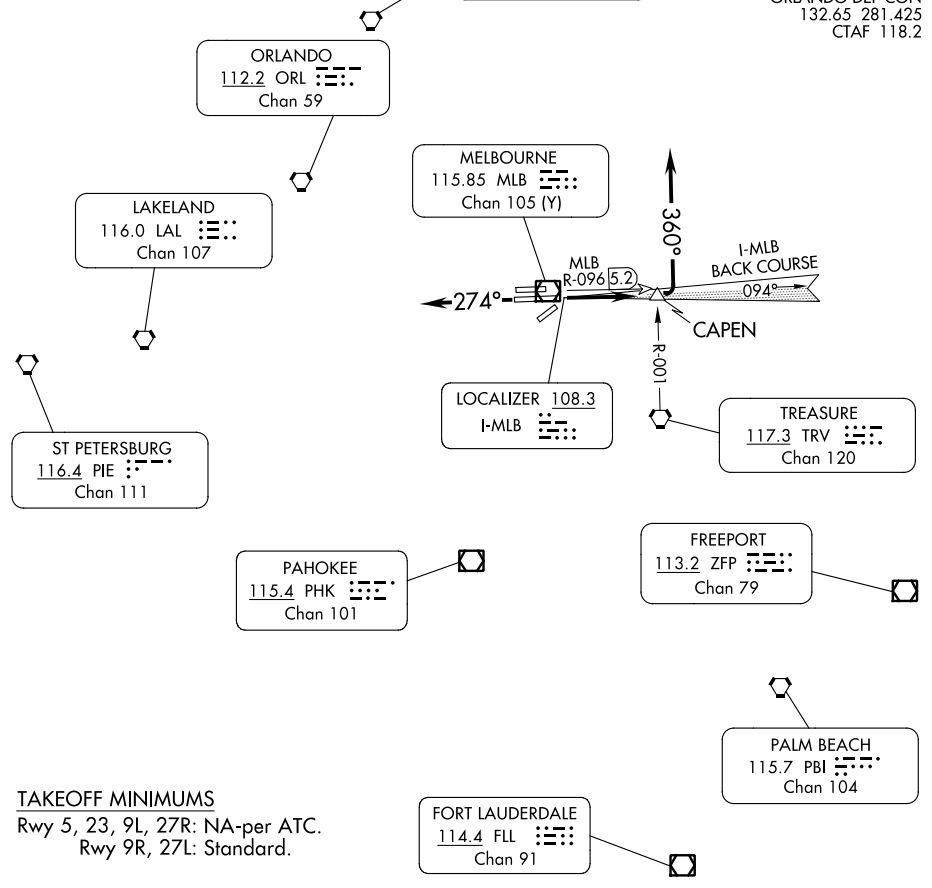 132.65 281.425
CTAF 118.2
ORLANDO
112.2 ORL
Chan 59
MELBOURNE
115.85 MLB
Chan 105 (Y)
LAKELAND
116.0 LAL
Chan 107
360°
I-MLB
BACK COURSE
094°
MLB
R-096 5.2
274°
CAPEN
R-001
LOCALIZER 108.3
I-MLB
TREASURE
117.3 TRV
Chan 120
ST PETERSBURG
116.4 PIE
Chan 111
FREEPORT
113.2 ZFP
Chan 79
PAHOKEE
115.4 PHK
Chan 101
PALM BEACH
115.7 PBI
Chan 104
TAKEOFF MINIMUMS
Rwy 5, 23, 9L, 27R: NA-per ATC.
Rwy 9R, 27L: Standard.
FORT LAUDERDALE
114.4 FLL
Chan 91